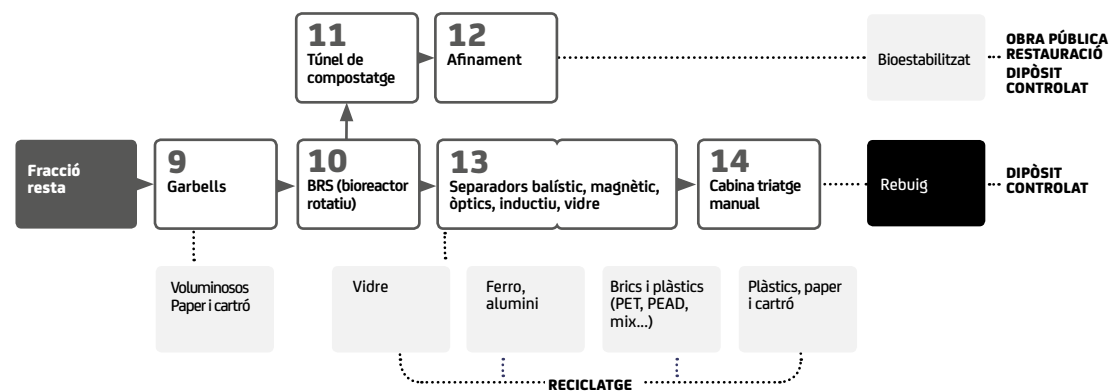 11
Túnel de
compostatge
12
Afinament
Bioestabilitzat
OBRA PÚBLICA
RESTAURACIÓ
DIPÒSIT
CONTROLAT
Fracció
resta
9
Garbells
10
BRS (bioreactor
rotatiu)
13
Separadors balístic, magnètic,
òptics, inductiu, vidre
14
Cabina triatge
manual
Rebuig
DIPÒSIT
CONTROLAT
Voluminosos
Paper i cartró
Vidre
Ferro,
alumini
Brics i plàstics
(PET, PEAD,
mix...)
Plàstics, paper
i cartró
RECICLATGE